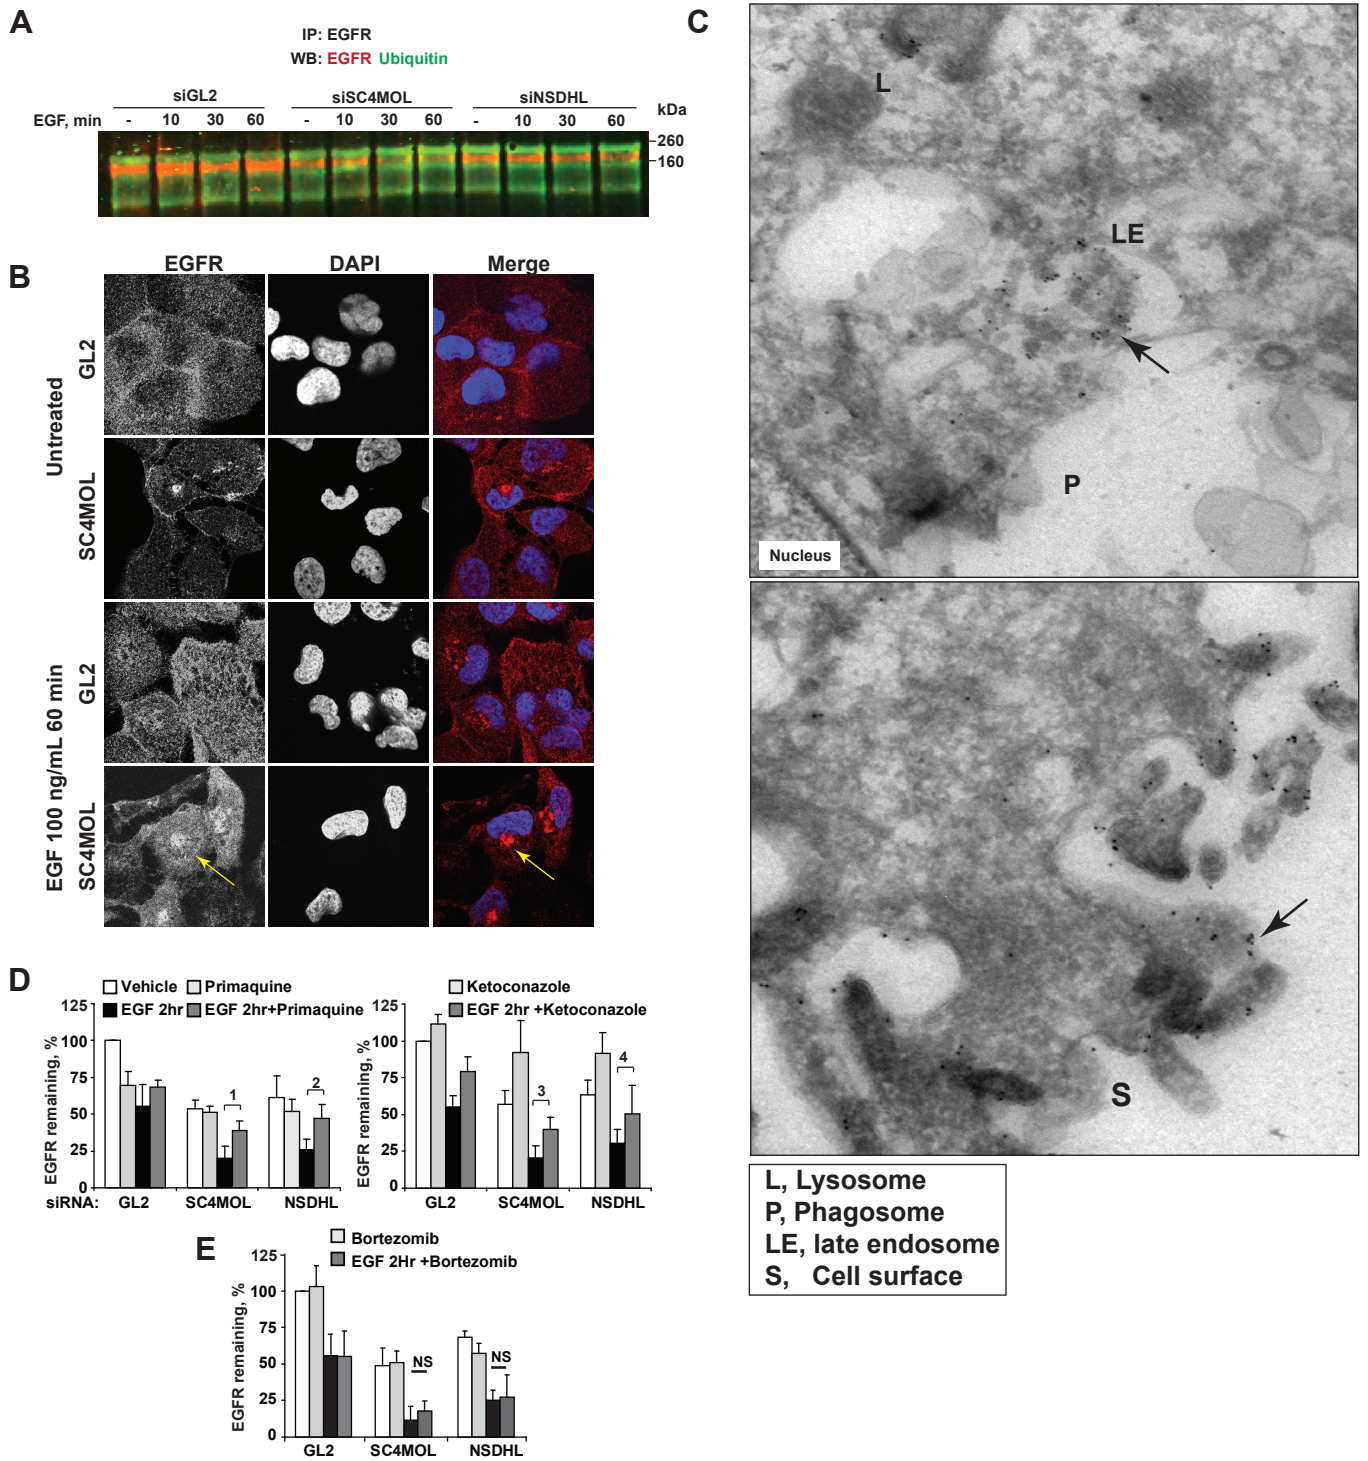 A
IP: EGFR
WB: EGFR Ubiquitin
siGL2 siSC4MOL siNSDHL kDa
EGF, min - 10 30 60 - 10 30 60 - 10 30 60
260
160
B
EGFR DAPI Merge
Untreated
GL2
SC4MOL
EGF 100 ng/mL 60 min
GL2
SC4MOL
C
L
LE
P
Nucleus
S
L, Lysosome
P, Phagosome
LE, late endosome
S, Cell surface
D
Vehicle Primaquine
EGF 2hr EGF 2hr+Primaquine
EGFR remaining, %
125
100
75
50
25
0
1
2
siRNA: GL2 SC4MOL NSDHL
Ketoconazole
EGF 2hr +Ketoconazole
EGFR remaining, %
125
100
75
50
25
0
3
4
GL2 SC4MOL NSDHL
E
Bortezomib
EGF 2Hr +Bortezomib
EGFR remaining, %
125
100
75
50
25
0
NS
NS
GL2 SC4MOL NSDHL